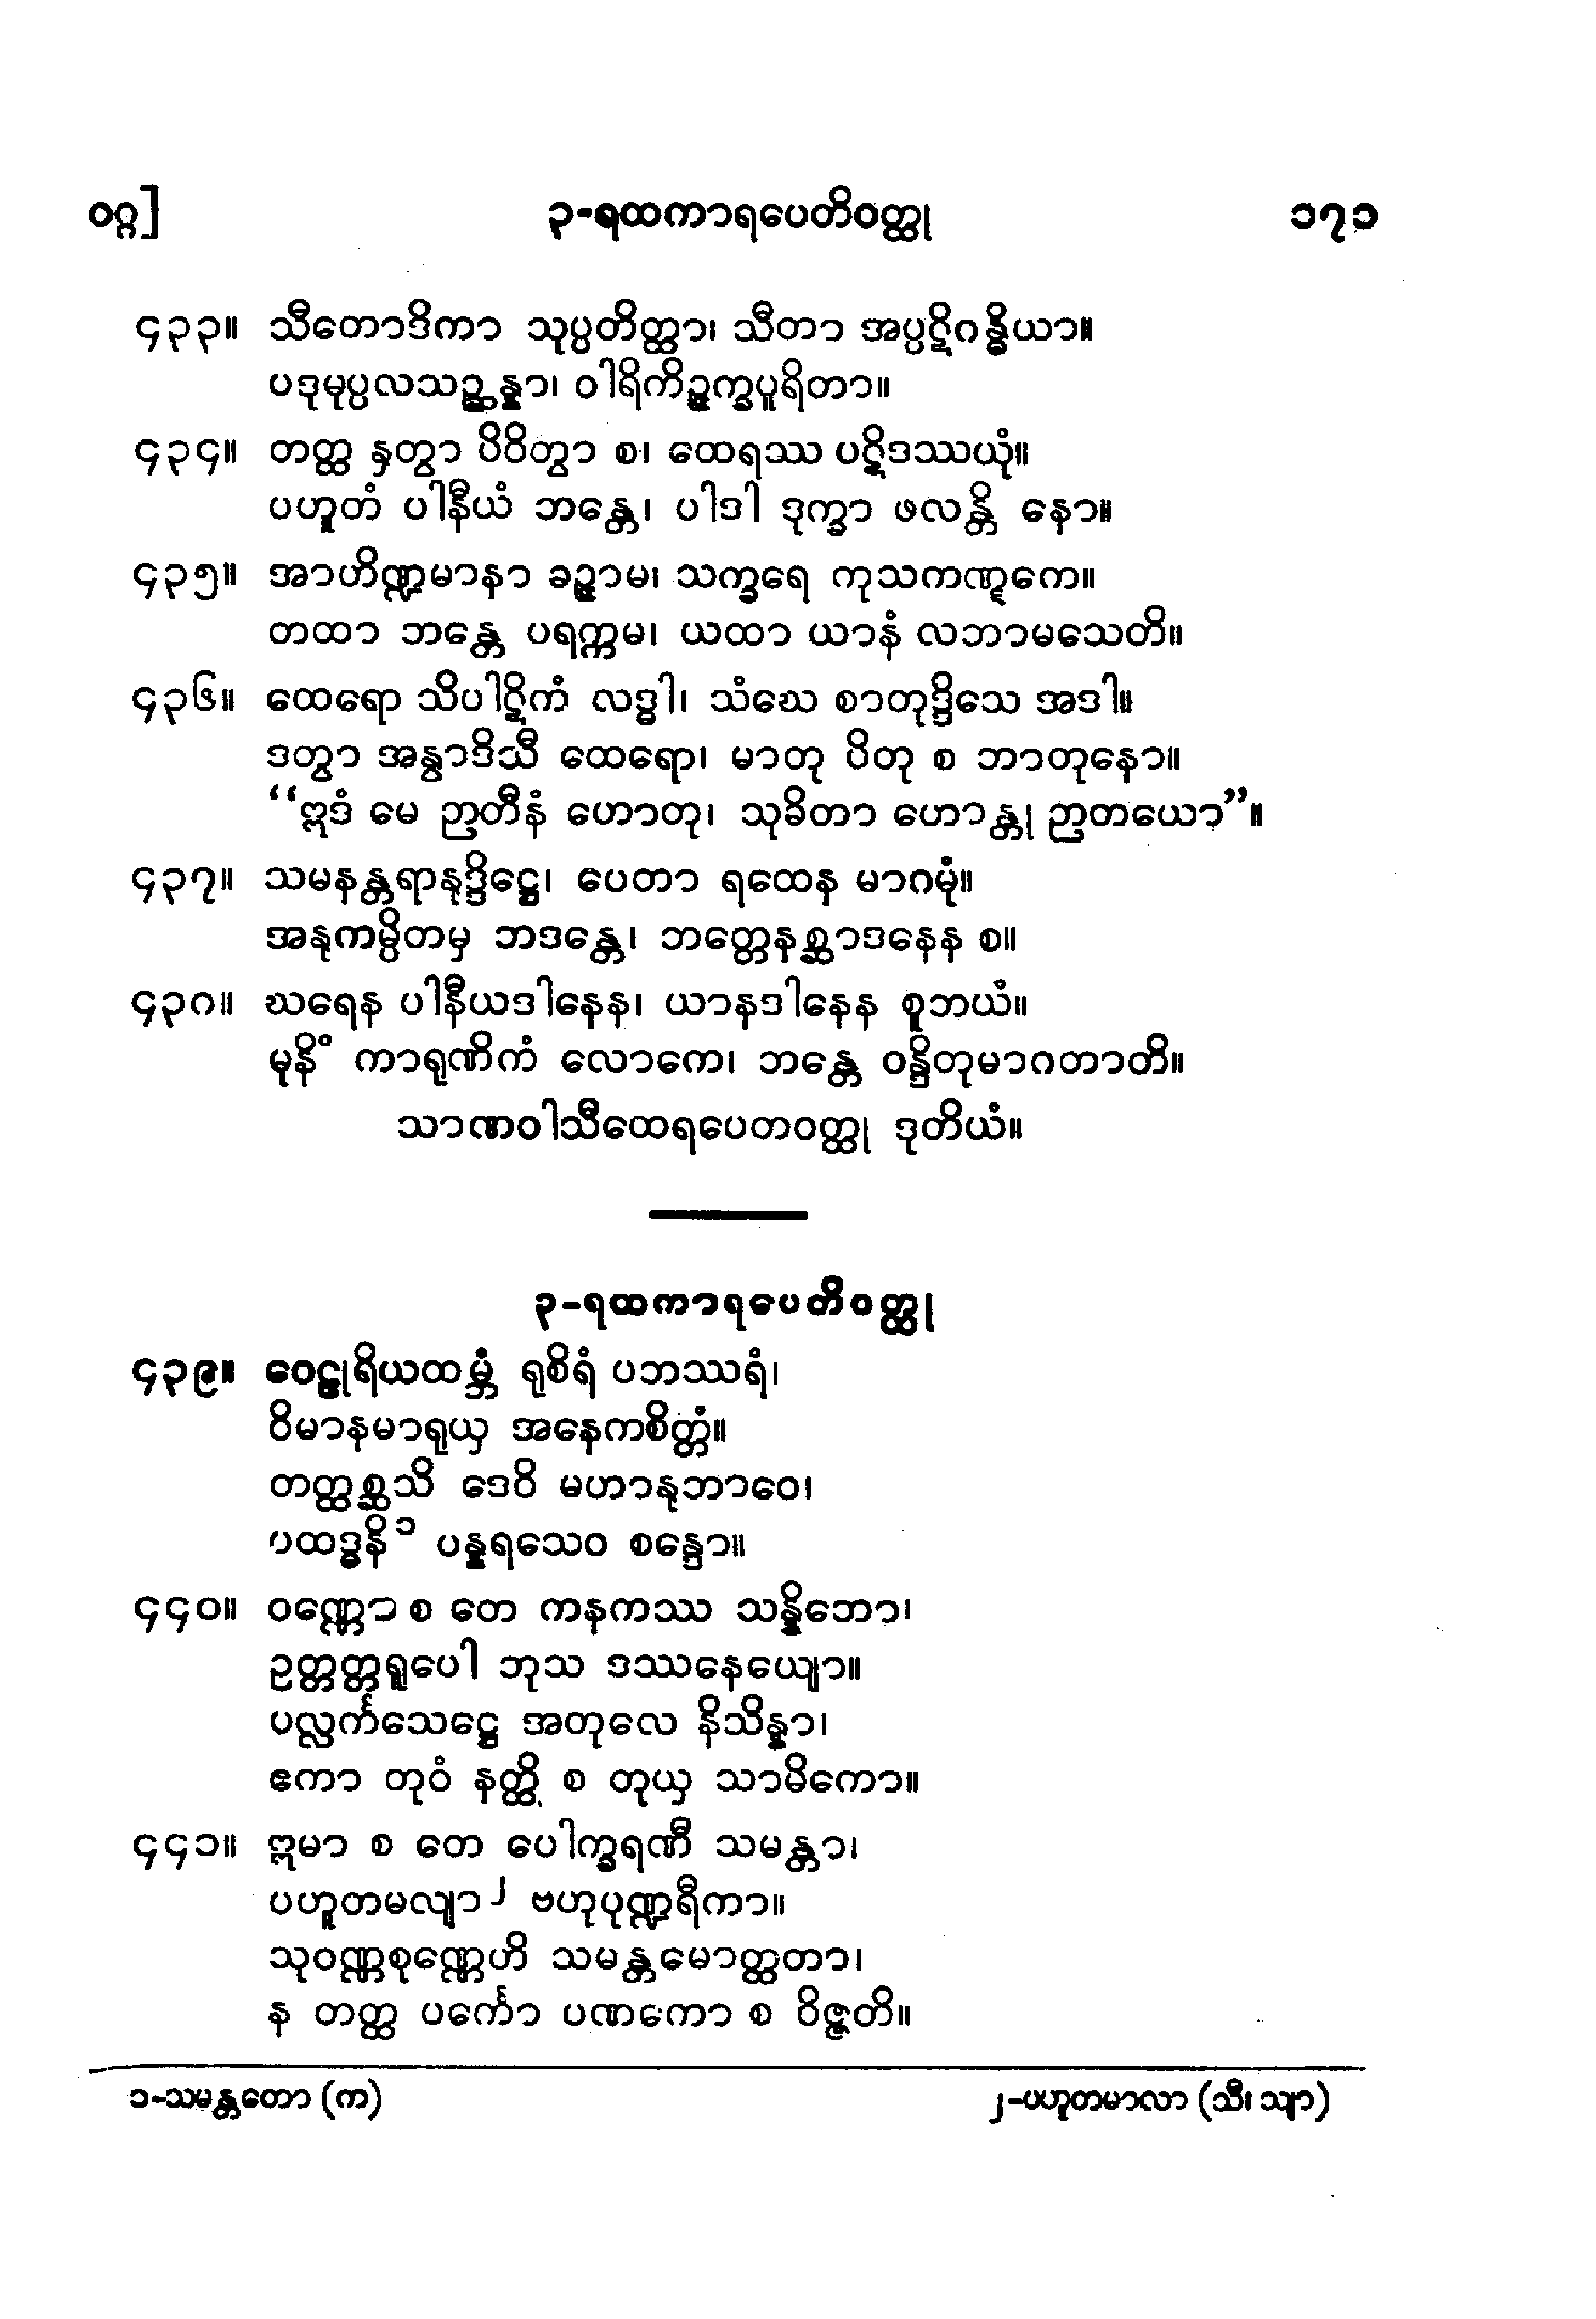 ဝဂ္ဂ]
၃-ရထကာရပေတိဝတ္ထု
၁၇၁
၄၃၃။ သီတောဒိကာ သုပ္ပတိတ္ထာ၊ သီတာ အပ္ပဋိဂန္ဓိယာ။
ပဒုမုပ္ပလသဉ္ဆန္နာ၊ ဝါရိကိဉ္ဇက္ခပူရိတာ။
၄၃၄။ တတ္ထ နှတွာ ပိဝိတွာ စ၊ ထေရဿ ပဋိဒဿယုံ။
ပဟူတံ ပါနီယံ ဘန္တေ၊ ပါဒါ ဒုက္ခာ ဖလန္တိ နော။
၄၃၅။ အာဟိဏ္ဍမာနာ ခဉ္ဇာမ၊ သက္ခရေ ကုသကဏ္ဋကေ။
တထာ ဘန္တေ ပရက္ကမ၊ ယထာ ယာနံ လဘာမသေတိ။
၄၃၆။ ထေရော သိပါဋိကံ လဒ္ဓါ၊ သံဃေ စာတုဒ္ဒိသေ အဒါ။
ဒတွာ အနွာဒိသီ ထေရော၊ မာတု ပိတု စ ဘာတုနော။
“ဣဒံ မေ ဉာတီနံ ဟောတု၊ သုခိတာ ဟောန္တု ဉာတယော”။
၄၃၇။ သမနန္တရာနုဒ္ဒိဋ္ဌေ၊ ပေတာ ရထေန မာဂမုံ။
အနုကမ္ပိတမှ ဘဒန္တေ၊ ဘတ္တေနစ္ဆာဒနေန စ။
၄၃၈။ ဃရေန ပါနီယဒါနေန၊ ယာနဒါနေန စူဘယံ။
မုနိံ ကာရုဏိကံ လောကေ၊ ဘန္တေ ဝန္ဒိတုမာဂတာတိ။
သာဏဝါသီထေရပေတဝတ္ထု ဒုတိယံ။
၃-ရထကာရပေတိဝတ္ထု
၄၃၉။ ဝေဠုရိယထမ္ဘံ ရုစိရံ ပဘဿရံ၊
ဝိမာနမာရုယှ အနေကစိတ္တံ။
တတ္ထစ္ဆသိ ဒေဝိ မဟာနုဘာဝေ၊
ပထဒ္ဓနိ ၁ ပန္နရသေဝ စန္ဒော။
၄၄၀။ ဝဏ္ဏော စ တေ ကနကဿ သန္နိဘော၊
ဥတ္တတ္တရူပေါ ဘုသ ဒဿနေယျော။
ပလ္လင်္ကသေဋ္ဌေ အတုလေ နိသိန္နာ၊
ဧကာ တုဝံ နတ္ထိ စ တုယှ သာမိကော။
၄၄၁။ ဣမာ စ တေ ပေါက္ခရဏီ သမန္တာ၊
ပဟူတမလျာ ၂ ဗဟုပုဏ္ဍရီကာ။
သုဝဏ္ဏစုဏ္ဏေဟိ သမန္တမောတ္ထတာ၊
န တတ္ထ ပင်္ကော ပဏကော စ ဝိဇ္ဇတိ။
၁-သမန္တတော (က)
၂-ပဟူတမာလာ (သီ၊ သျာ)